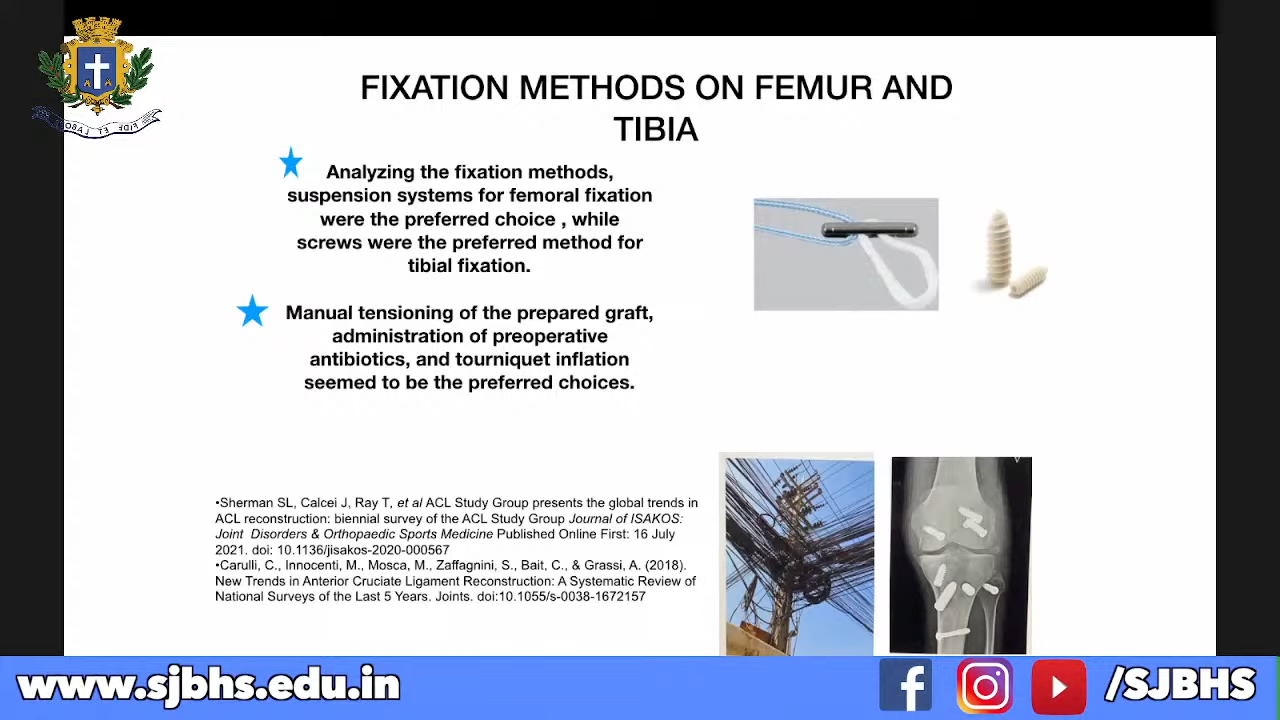 FIXATION METHODS ON FEMUR AND
TIBIA
Analyzing the fixation methods,
suspension systems for femoral fixation
were the preferred choice , while
screws were the preferred method for
tibial fixation.
Manual tensioning of the prepared graft,
administration of preoperative
antibiotics, and tourniquet inflation
seemed to be the preferred choices.
•Sherman SL, Calcei J, Ray T, et al ACL Study Group presents the global trends in
ACL reconstruction: biennial survey of the ACL Study Group Journal of ISAKOS:
Joint Disorders & Orthopaedic Sports Medicine Published Online First: 16 July
2021. doi: 10.1136/jisakos-2020-000567
•Carulli, C., Innocenti, M., Mosca, M., Zaffagnini, S., Bait, C., & Grassi, A. (2018).
New Trends in Anterior Cruciate Ligament Reconstruction: A Systematic Review of
National Surveys of the Last 5 Years. Joints. doi:10.1055/s-0038-1672157
www.sjbhs.edu.in
/SJBHS